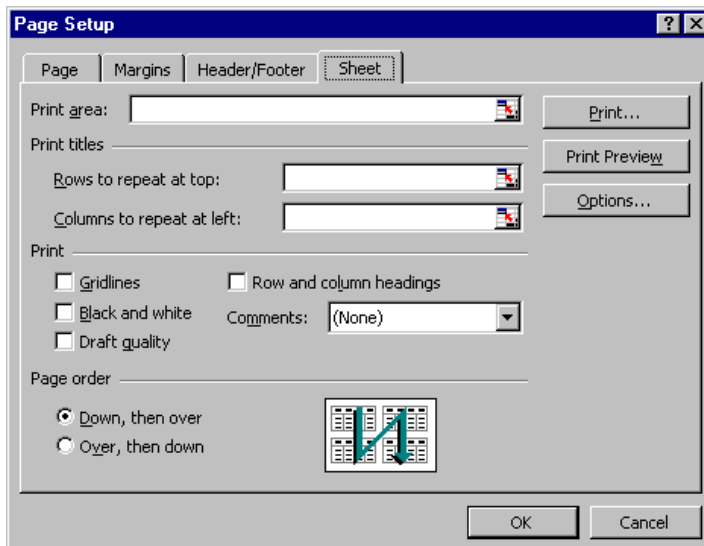 Page Setup
Page Margins Header/Footer Sheet
Print area:
Print...
Print titles
Print Preview
Rows to repeat at top:
Options...
Columns to repeat at left:
Print
Gridlines Row and column headings
Black and white Comments: (None)
Draft quality
Page order
Down, then over
Over, then down
OK Cancel